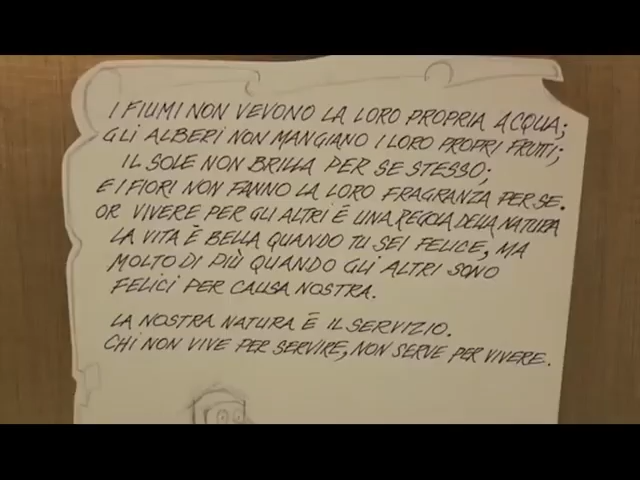 I FIUMI NON VEVONO LA LORO PROPRIA ACQUA;
GLI ALBERI NON MANGIANO I LORO PROPRI FRUTTI;
IL SOLE NON BRILLA PER SE STESSO;
E I FIORI NON FANNO LA LORO FRAGRANZA PER SE.
OR VIVERE PER GLI ALTRI È UNA REGOLA DELLA NATURA
LA VITA È BELLA QUANDO TU SEI FELICE, MA
MOLTO DI PIÙ QUANDO GLI ALTRI SONO
FELICI PER CAUSA NOSTRA.
LA NOSTRA NATURA È IL SERVIZIO.
CHI NON VIVE PER SERVIRE, NON SERVE PER VIVERE.